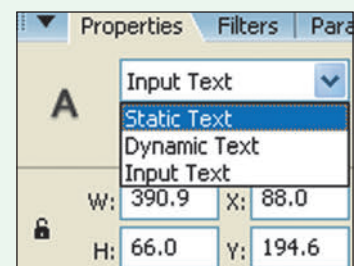 Properties Filters Para
Input Text
A
Static Text
Dynamic Text
Input Text
W: 390.9 X: 88.0
H: 66.0 Y: 194.6